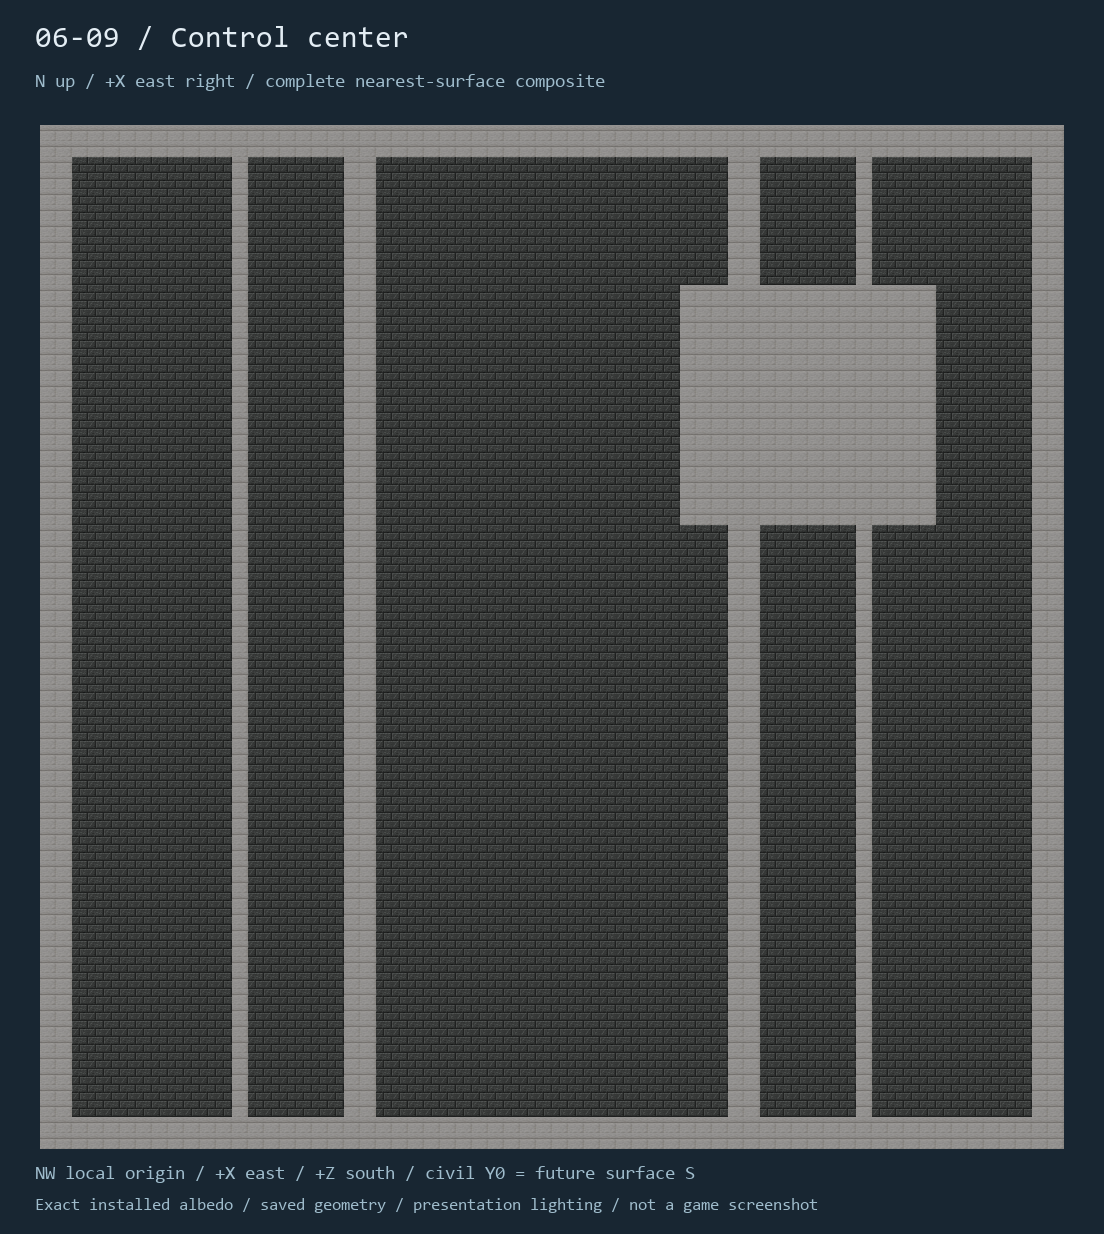 06-09 / Control center
N up / +X east right / complete nearest-surface composite
NW local origin / +X east / +Z south / civil Y0 = future surface S
Exact installed albedo / saved geometry / presentation lighting / not a game screenshot